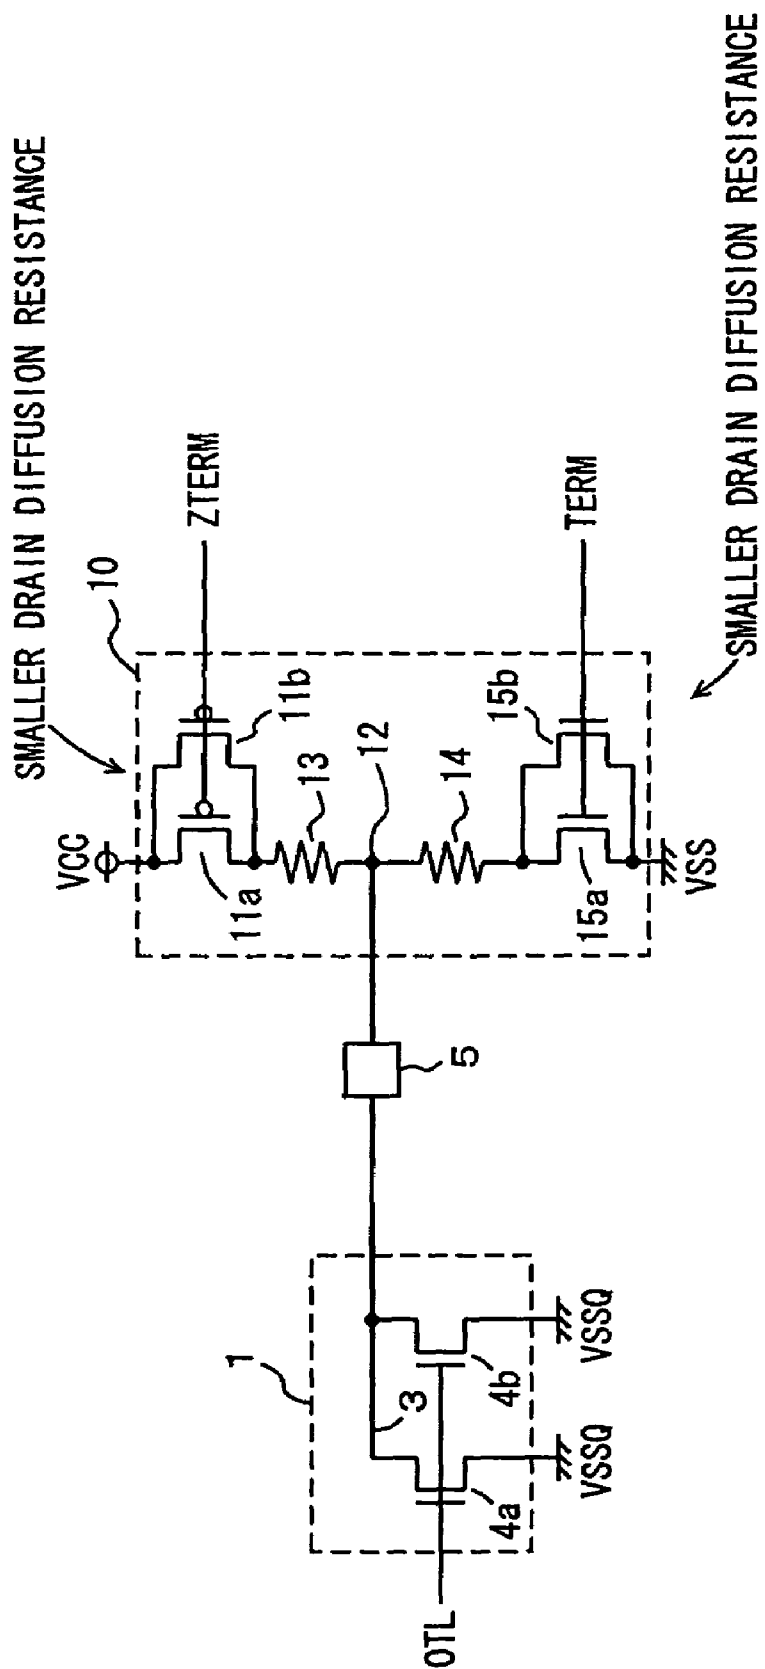 SMALLER DRAIN DIFFUSION RESISTANCE
10
ZTERM
VCC
11a
11b
13
12
14
TERM
15a
15b
VSS
SMALLER DRAIN DIFFUSION RESISTANCE
5
1
3
4a
4b
OTL
VSSQ
VSSQ